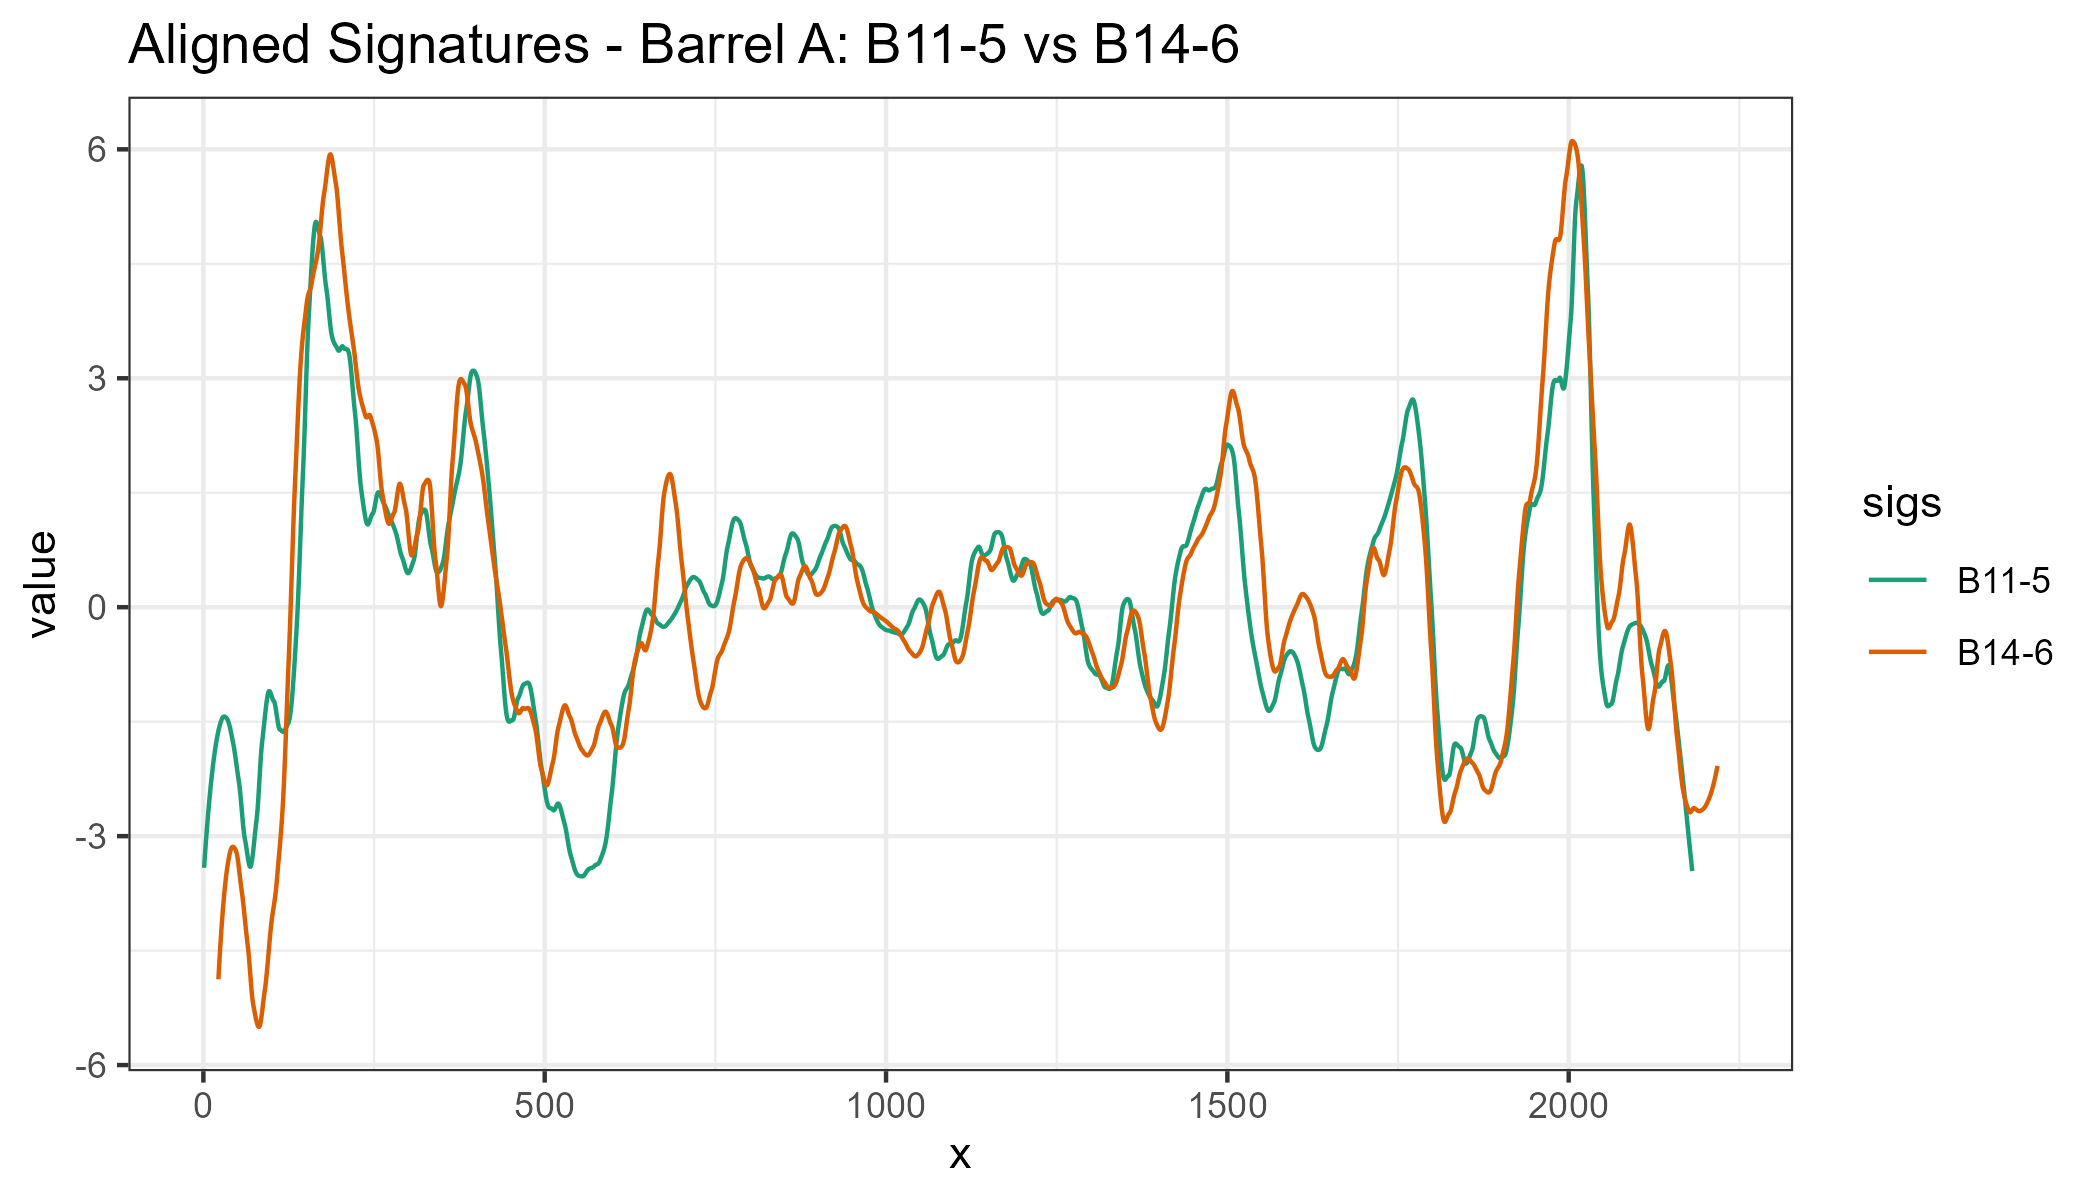 Aligned Signatures - Barrel A: B11-5 vs B14-6
value
6
3
0
-3
-6
0 500 1000 1500 2000
x
sigs
B11-5
B14-6